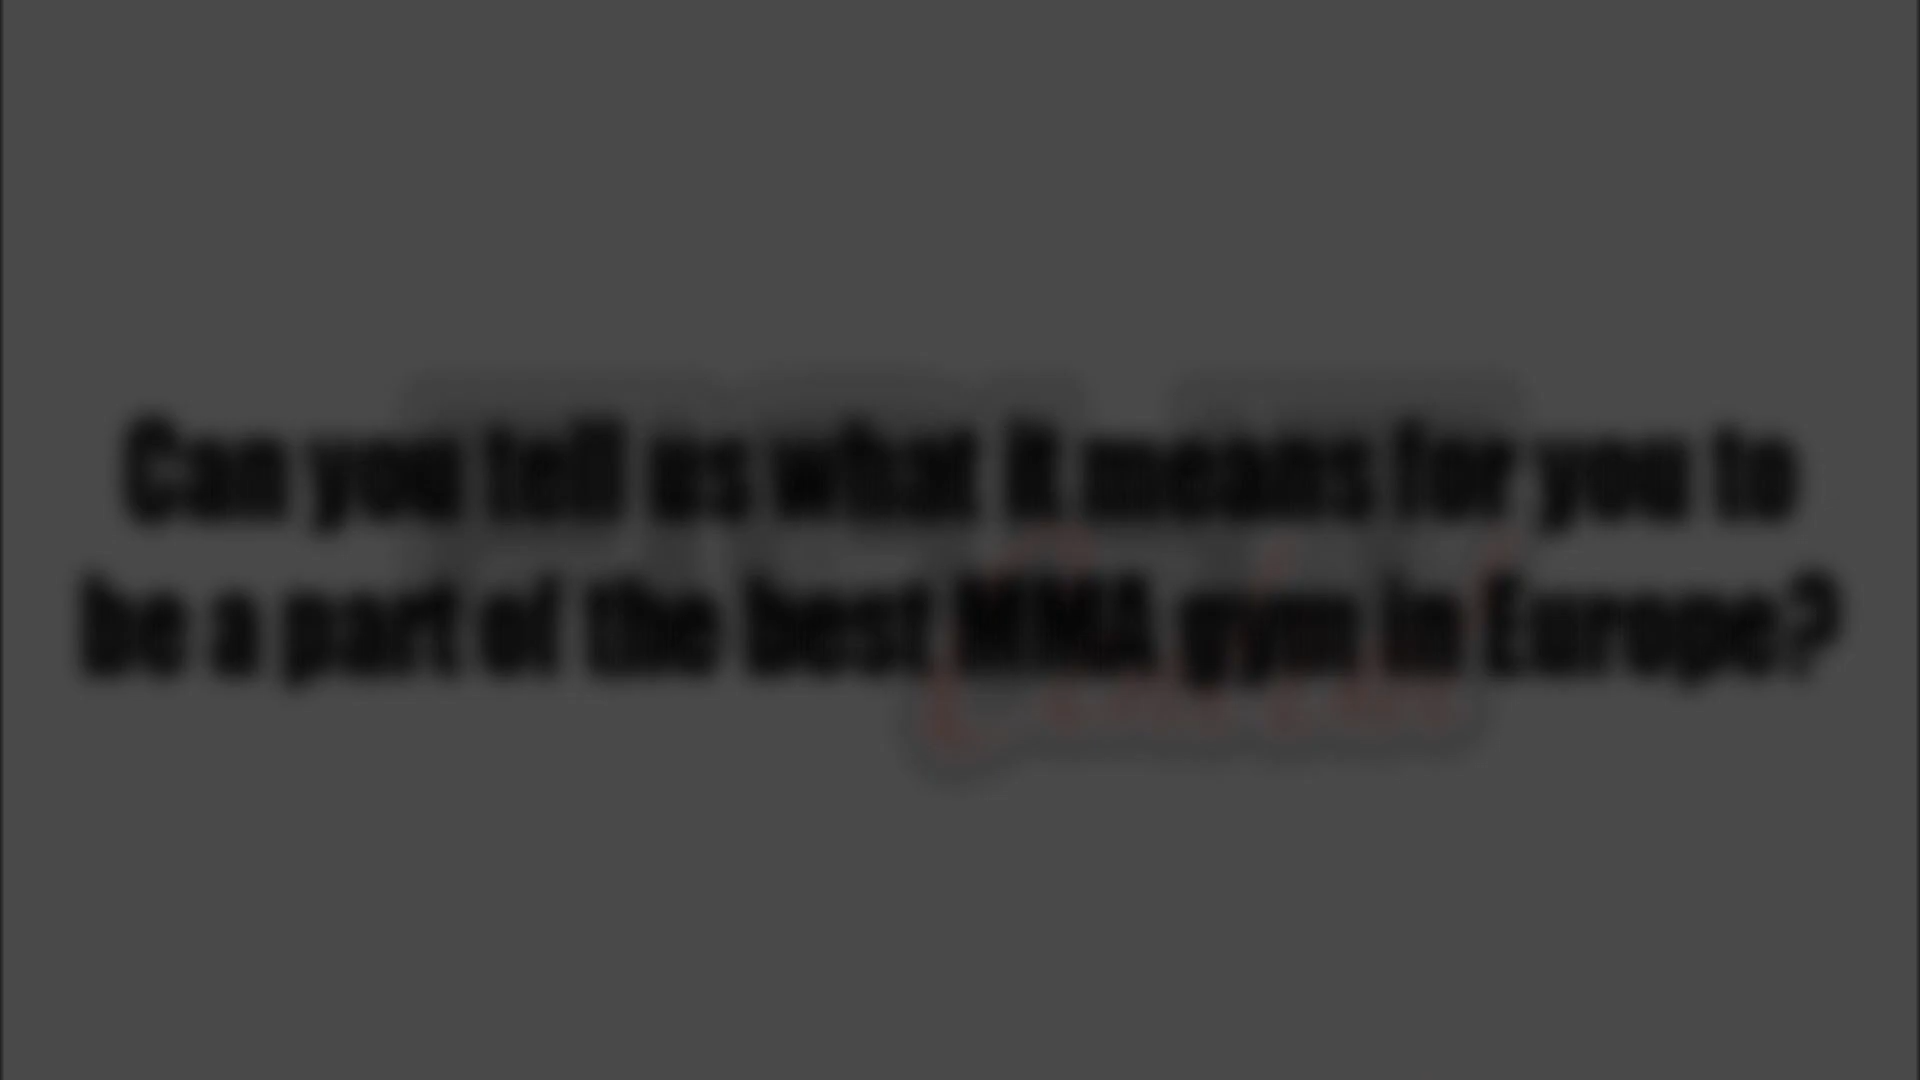 Can you tell us what it means for you to
be a part of the best MMA gym in Europe?